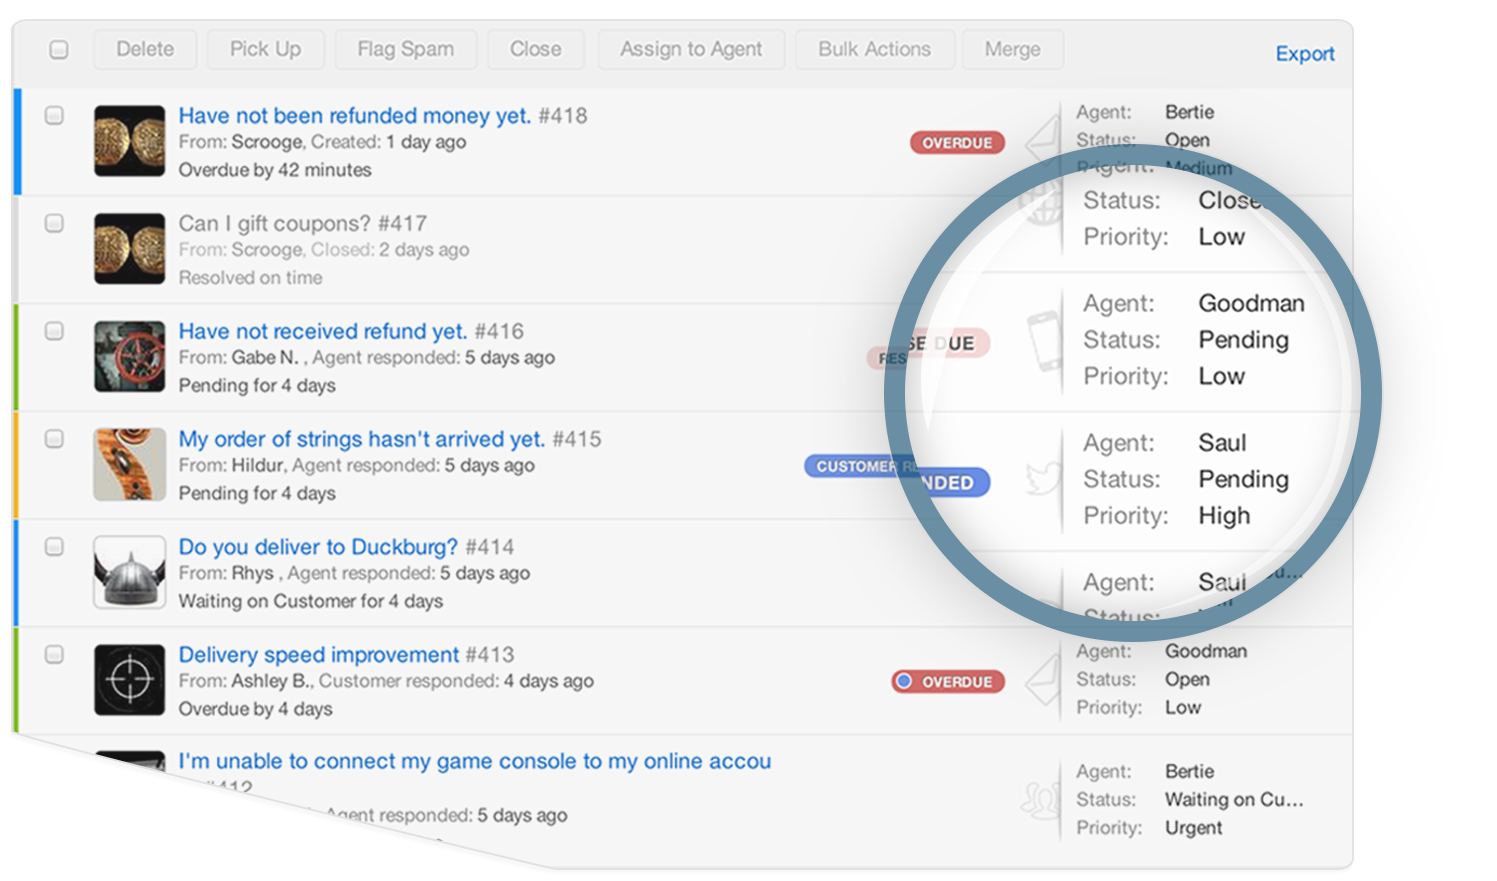 Delete Pick Up Flag Spam Close Assign to Agent Bulk Actions Merge Export
Have not been refunded money yet. #418
From: Scrooge, Created: 1 day ago
Overdue by 42 minutes
OVERDUE
Agent: Bertie
Status: Open
Priority: Medium
Can I gift coupons? #417
From: Scrooge, Closed: 2 days ago
Resolved on time
Status: Close
Priority: Low
Have not received refund yet. #416
From: Gabe N. , Agent responded: 5 days ago
Pending for 4 days
RES SE DUE
Agent: Goodman
Status: Pending
Priority: Low
My order of strings hasn't arrived yet. #415
From: Hildur, Agent responded: 5 days ago
Pending for 4 days
CUSTOMER RE NDED
Agent: Saul
Status: Pending
Priority: High
Do you deliver to Duckburg? #414
From: Rhys , Agent responded: 5 days ago
Waiting on Customer for 4 days
Agent: Saul
Status:
Delivery speed improvement #413
From: Ashley B., Customer responded: 4 days ago
Overdue by 4 days
OVERDUE
Agent: Goodman
Status: Open
Priority: Low
I'm unable to connect my game console to my online accou
#412
Agent responded: 5 days ago
Agent: Bertie
Status: Waiting on Cu...
Priority: Urgent